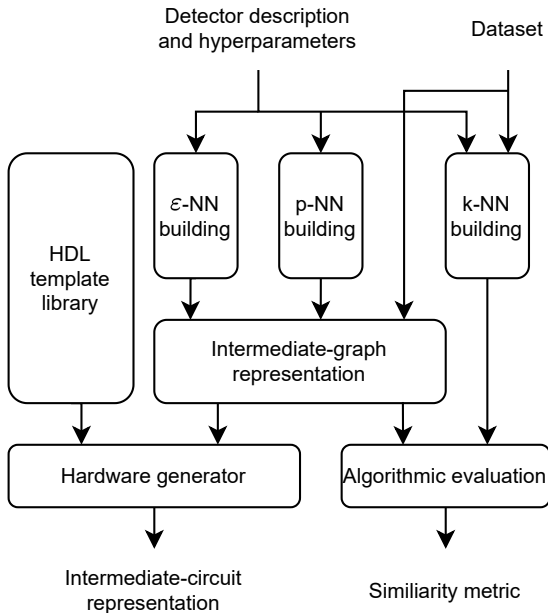 Detector description
and hyperparameters
Dataset
HDL
template
library
ε-NN
building
p-NN
building
k-NN
building
Intermediate-graph
representation
Hardware generator
Algorithmic evaluation
Intermediate-circuit
representation
Similiarity metric